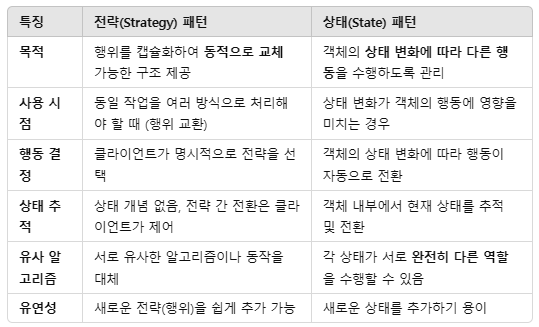 특징 전략(Strategy) 패턴 상태(State) 패턴
목적 행위를 캡슐화하여 동적으로 교체 객체의 상태 변화에 따라 다른 행
가능한 구조 제공 동을 수행하도록 관리
사용 시 동일 작업을 여러 방식으로 처리해 상태 변화가 객체의 행동에 영향을
점 야 할 때 (행위 교환) 미치는 경우
행동 결 클라이언트가 명시적으로 전략을 선 객체의 상태 변화에 따라 행동이
정 택 자동으로 전환
상태 추 상태 개념 없음, 전략 간 전환은 클라 객체 내부에서 현재 상태를 추적
적 이언트가 제어 및 전환
유사 알 서로 유사한 알고리즘이나 동작을 각 상태가 서로 완전히 다른 역할
고리즘 대체 을 수행할 수 있음
유연성 새로운 전략(행위)을 쉽게 추가 가능 새로운 상태를 추가하기 용이